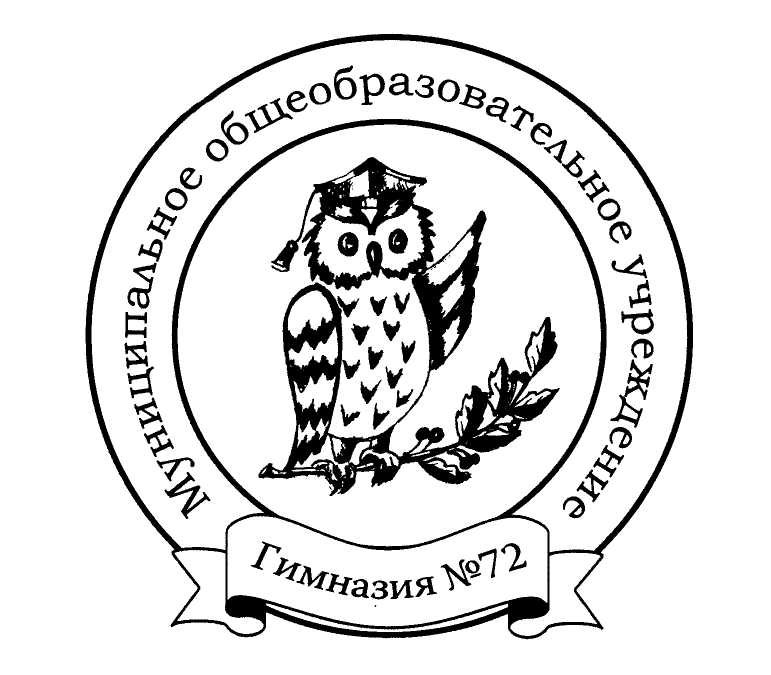 Муниципальное общеобразовательное учреждение
Гимназия №72